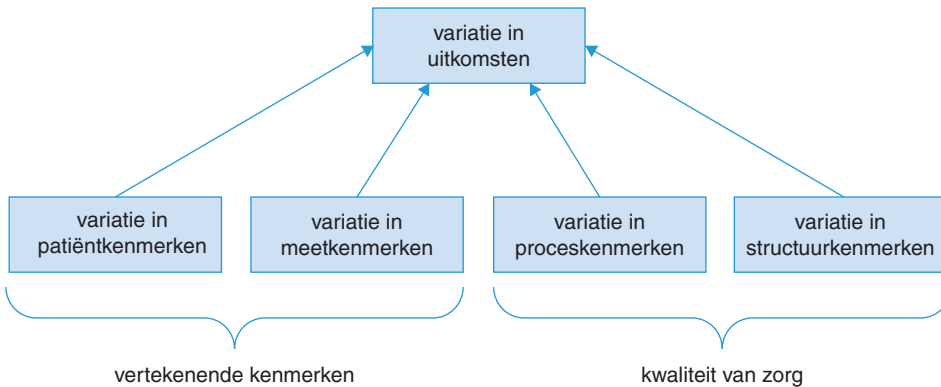 variatie in
uitkomsten
variatie in
patiëntkenmerken
variatie in
meetkenmerken
variatie in
proceskenmerken
variatie in
structuurkenmerken
vertekenende kenmerken
kwaliteit van zorg